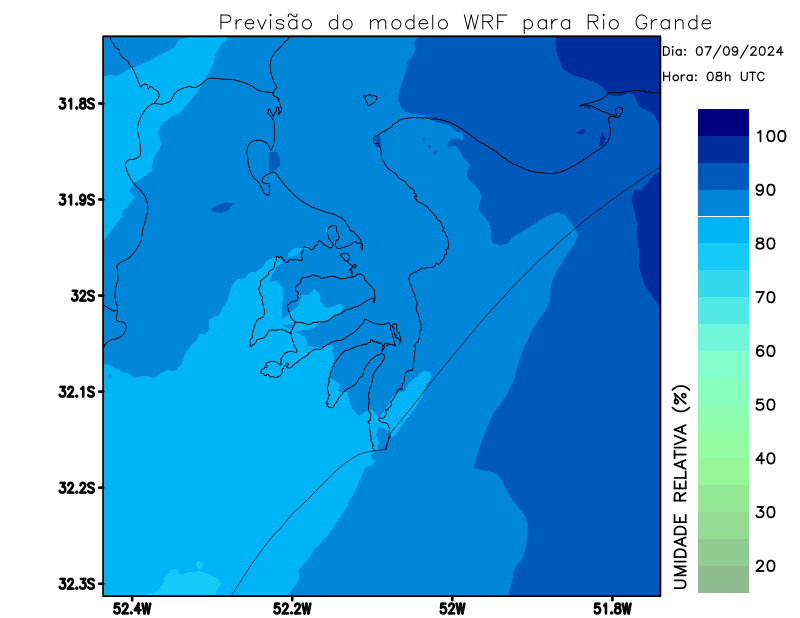 Previsão do modelo WRF para Rio Grande
Dia: 07/09/2024
Hora: 08h UTC
31.8S
31.9S
32S
32.1S
32.2S
32.3S
52.4W
52.2W
52W
51.8W
100
90
80
70
60
50
40
30
20
UMIDADE RELATIVA (%)